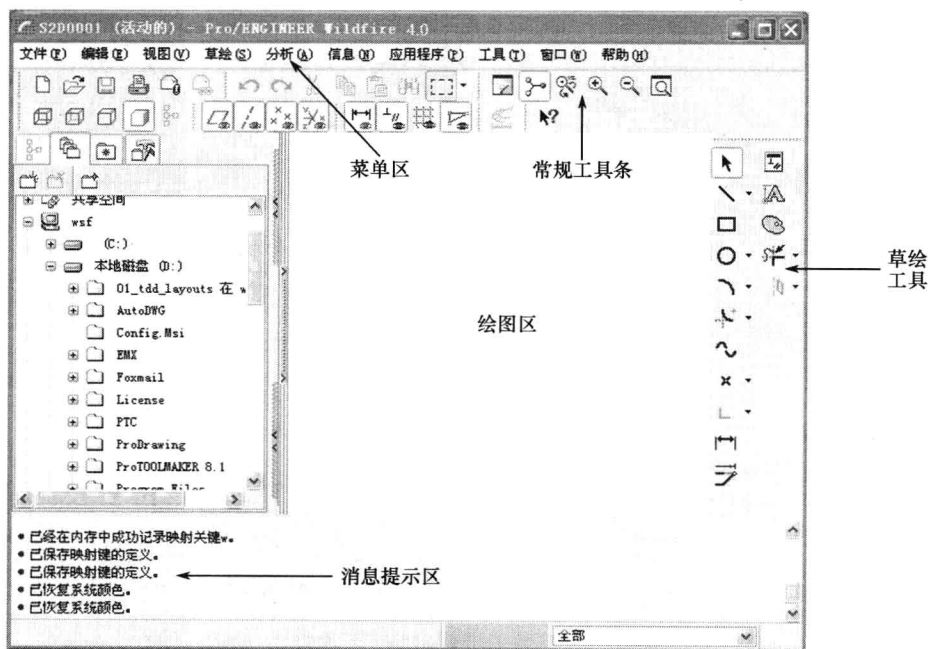 S2D0001 (活动的) - Pro/ENGINEER Wildfire 4.0
文件(F) 编辑(E) 视图(V) 草绘(S) 分析(A) 信息(N) 应用程序(P) 工具(T) 窗口(W) 帮助(H)
菜单区
常规工具条
共享空间
wsf
(C:)
本地磁盘 (D:)
01_tdd_layouts 在 w
AutoDWG
Config.Msi
EMX
Foxmail
License
PTC
ProDrawing
ProTOOLMAKER 8.1
Program Files
绘图区
草绘
工具
• 已经在内存中成功记录映射关键w。
• 已保存映射键的定义。
• 已保存映射键的定义。
• 已恢复系统颜色。
• 已恢复系统颜色。
消息提示区
全部